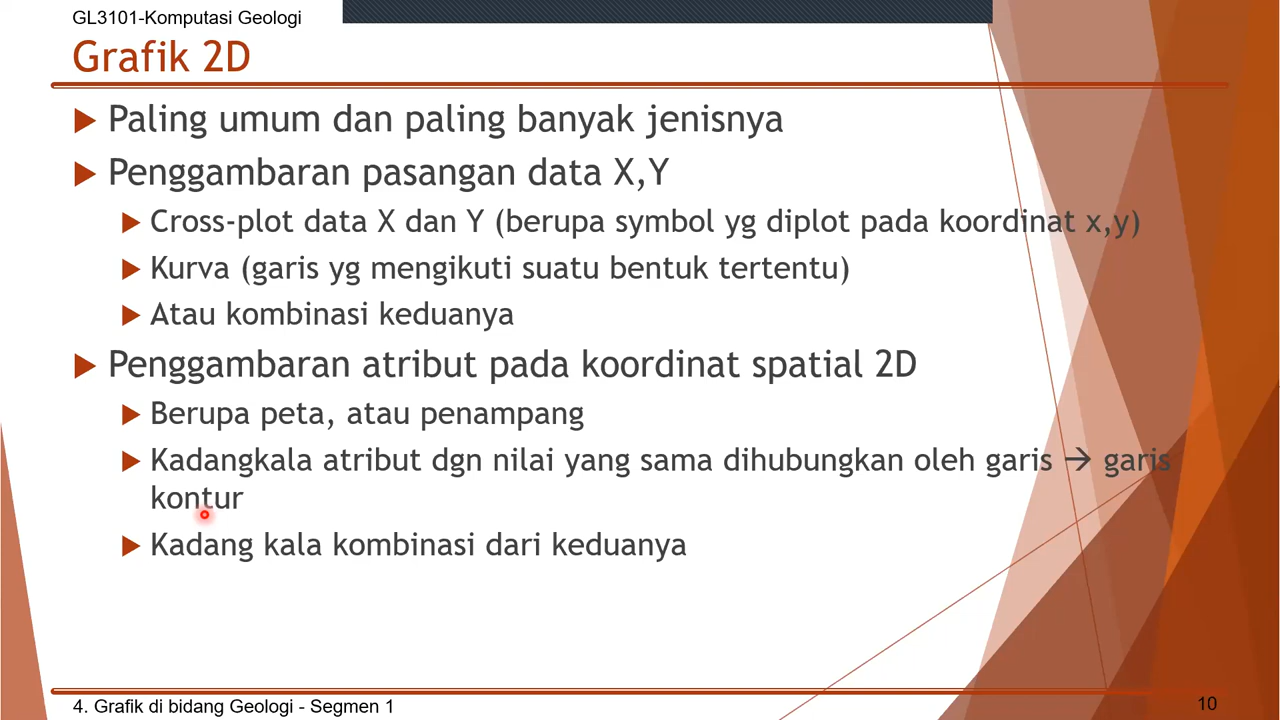 GL3101-Komputasi Geologi
Grafik 2D
Paling umum dan paling banyak jenisnya
Penggambaran pasangan data X,Y
Cross-plot data X dan Y (berupa symbol yg diplot pada koordinat x,y)
Kurva (garis yg mengikuti suatu bentuk tertentu)
Atau kombinasi keduanya
Penggambaran atribut pada koordinat spatial 2D
Berupa peta, atau penampang
Kadangkala atribut dgn nilai yang sama dihubungkan oleh garis → garis
kontur
Kadang kala kombinasi dari keduanya
4. Grafik di bidang Geologi - Segmen 1
10